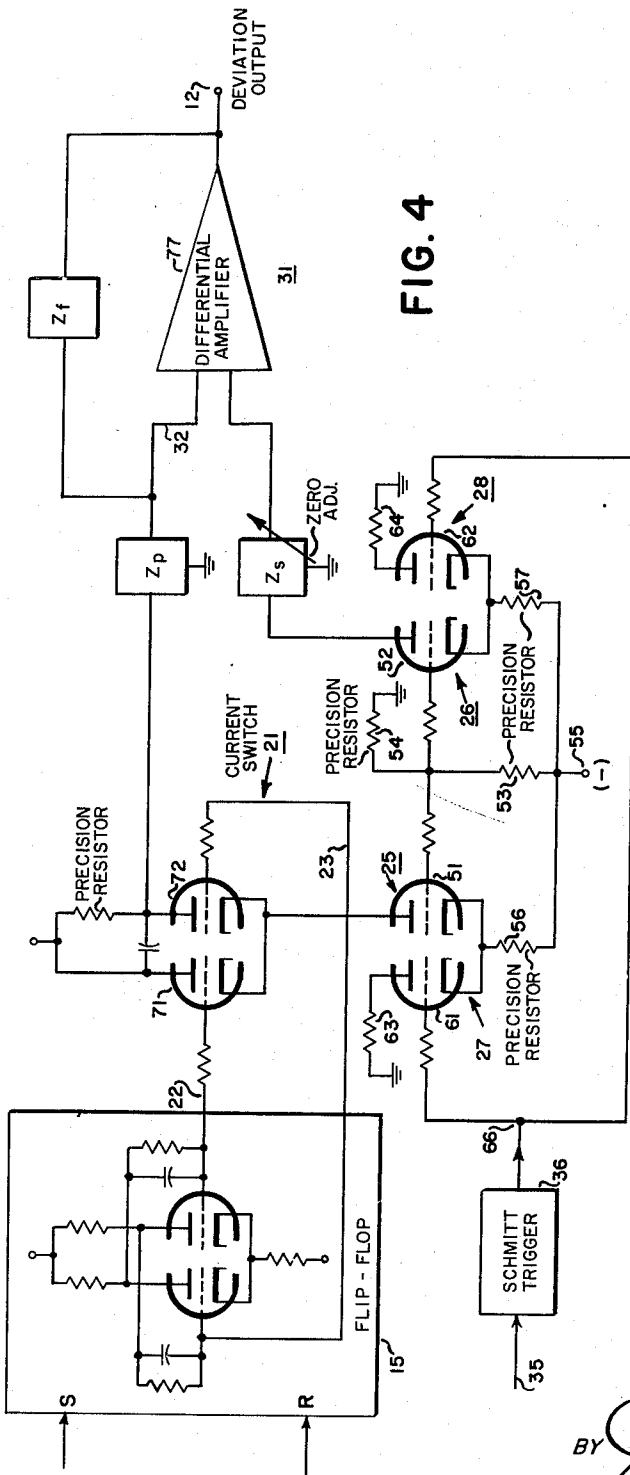 12
DEVIATION
OUTPUT
Zf
77
DIFFERENTIAL
AMPLIFIER
31
FIG. 4
32
Zp
Zs
ZERO
ADJ.
PRECISION
RESISTOR
CURRENT
SWITCH
21
71
72
23
22
FLIP - FLOP
15
S
R
64
28
62
52
26
57
PRECISION
RESISTOR
PRECISION
RESISTOR
54
53
55
(-)
25
51
56
PRECISION
RESISTOR
63
61
27
66
SCHMITT
TRIGGER
36
35
BY